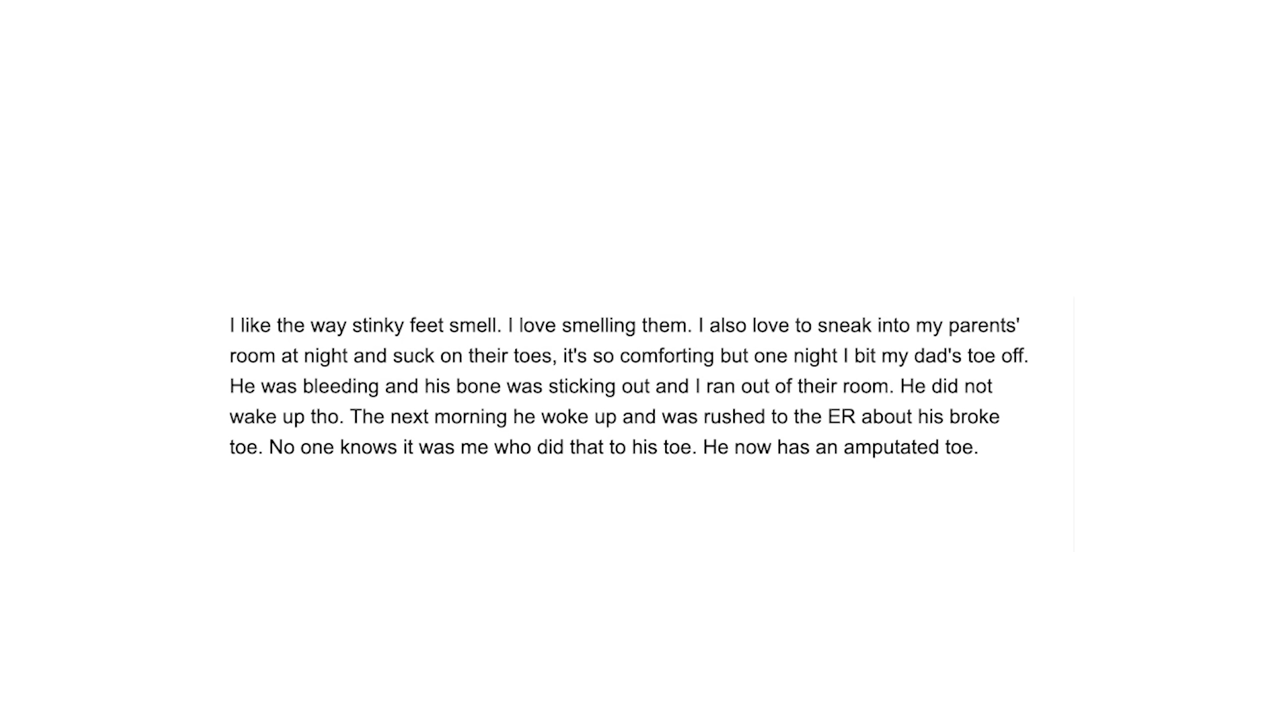 I like the way stinky feet smell. I love smelling them. I also love to sneak into my parents'
room at night and suck on their toes, it's so comforting but one night I bit my dad's toe off.
He was bleeding and his bone was sticking out and I ran out of their room. He did not
wake up tho. The next morning he woke up and was rushed to the ER about his broke
toe. No one knows it was me who did that to his toe. He now has an amputated toe.